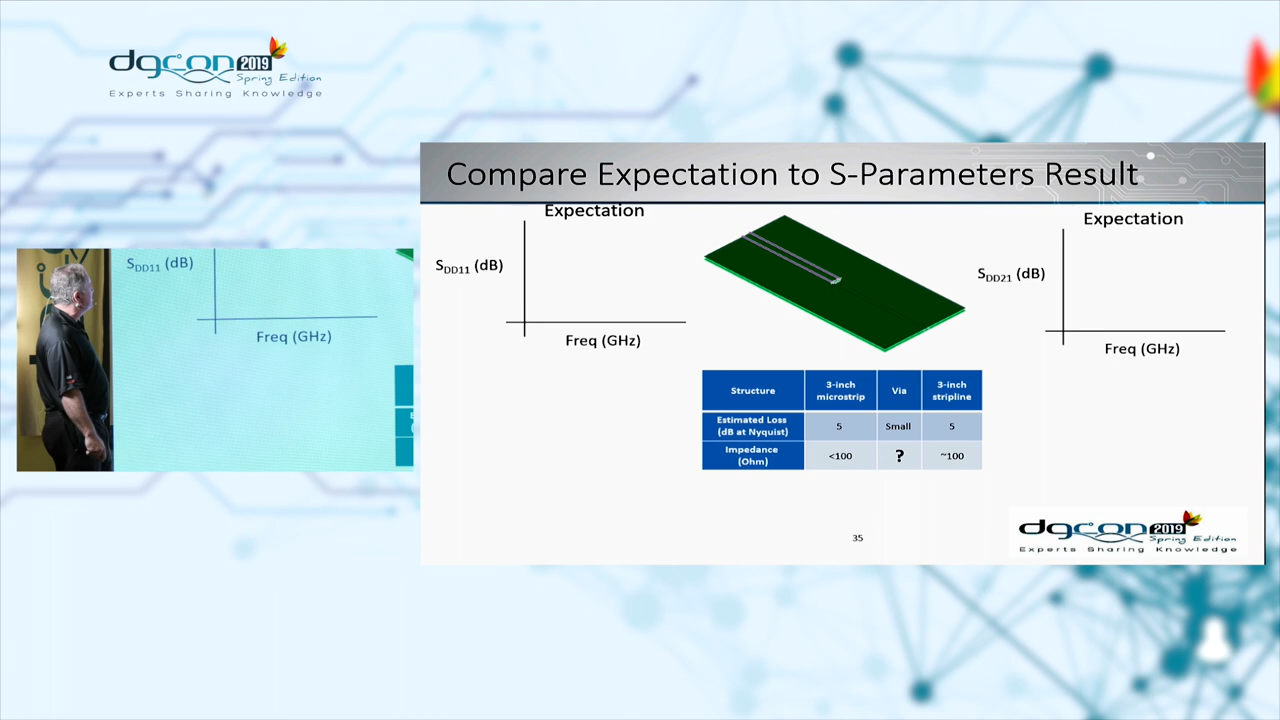 dgcon 2019
Spring Edition
Experts Sharing Knowledge
Compare Expectation to S-Parameters Result
Expectation
SDD11 (dB)
Freq (GHz)
Expectation
SDD21 (dB)
Freq (GHz)
SDD11 (dB)
Freq (GHz)
Structure 3-inch microstrip Via 3-inch stripline
Estimated Loss (dB at Nyquist) 5 Small 5
Impedance (Ohm) <100 ? ~100
35
dgcon 2019
Spring Edition
Experts Sharing Knowledge